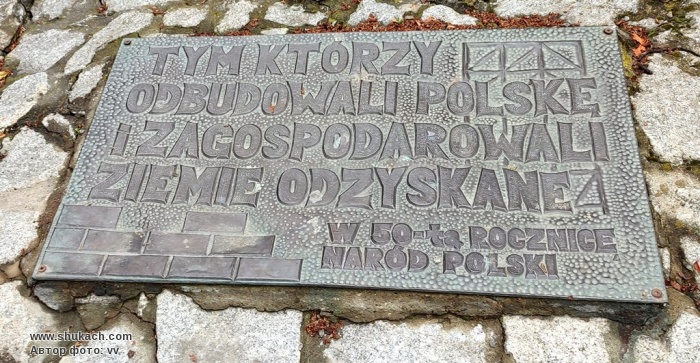 TYM KTÓRZY
ODBUDOWALI POLSKĘ
I ZAGOSPODAROWALI
ZIEMIE ODZYSKANE
W 50-tą ROCZNICĘ
NARÓD POLSKI
www.shukach.com
Автор фото: vv.